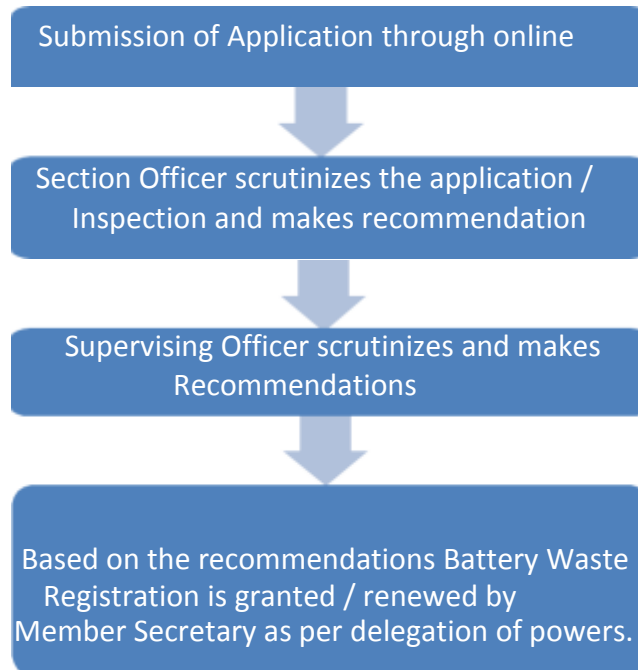 Submission of Application through online
Section Officer scrutinizes the application /
Inspection and makes recommendation
Supervising Officer scrutinizes and makes
Recommendations
Based on the recommendations Battery Waste
Registration is granted / renewed by
Member Secretary as per delegation of powers.